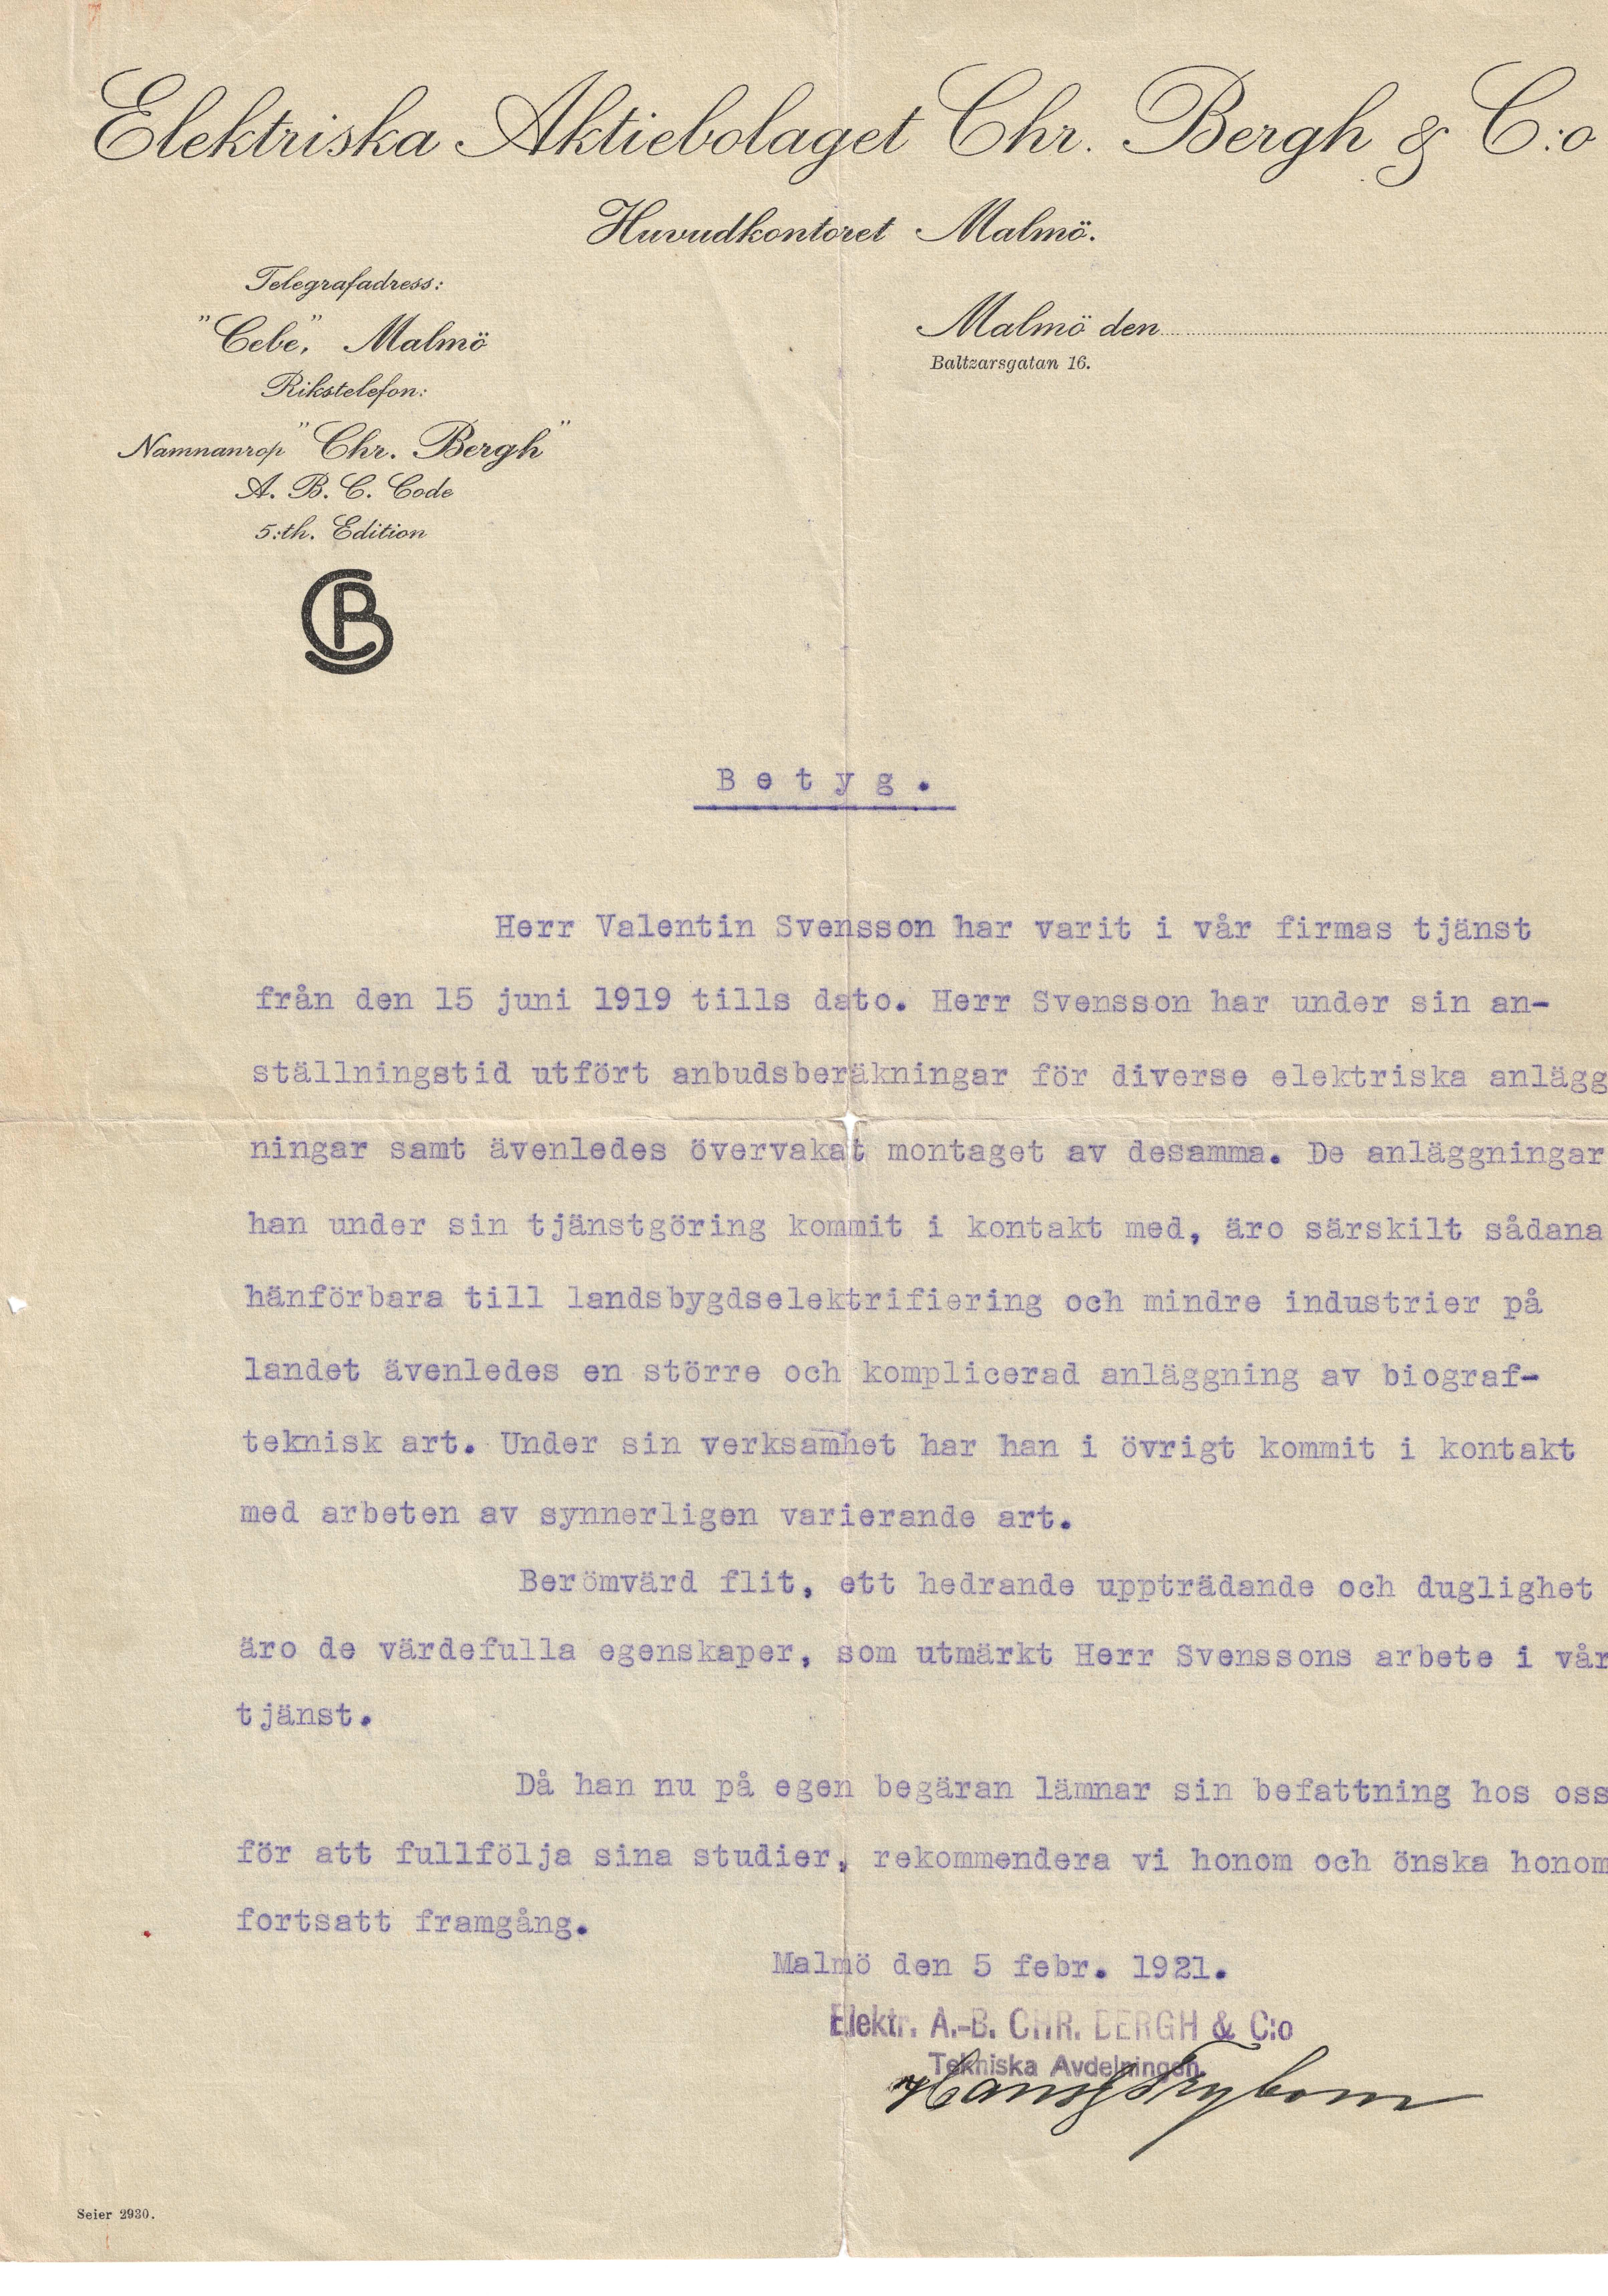 Elektriska Aktiebolaget Chr. Bergh & C:o
Huvudkontoret Malmö.
Telegrafadress:
"Cebe", Malmö
Rikstelefon:
Namnanrop "Chr. Bergh"
A. B. C. Code
5:th. Edition
Malmö den
Baltzarsgatan 16.
CB
Betyg.
Herr Valentin Svensson har varit i vår firmas tjänst
från den 15 juni 1919 tills dato. Herr Svensson har under sin an-
ställningstid utfört anbudsberäkningar för diverse elektriska anlägg
ningar samt ävenledes övervakat montaget av desamma. De anläggningar
han under sin tjänstgöring kommit i kontakt med, äro särskilt sådana
hänförbara till landsbygdselektrifiering och mindre industrier på
landet ävenledes en större och komplicerad anläggning av biograf-
teknisk art. Under sin verksamhet har han i övrigt kommit i kontakt
med arbeten av synnerligen varierande art.
Berömvärd flit, ett hedrande uppträdande och duglighet
äro de värdefulla egenskaper, som utmärkt Herr Svenssons arbete i vår
tjänst.
Då han nu på egen begäran lämnar sin befattning hos oss
för att fullfölja sina studier, rekommendera vi honom och önska honom
fortsatt framgång.
Malmö den 5 febr. 1921.
Elektr. A.-B. CHR. BERGH & C:o
Tekniska Avdelningen.
Seier 2930.